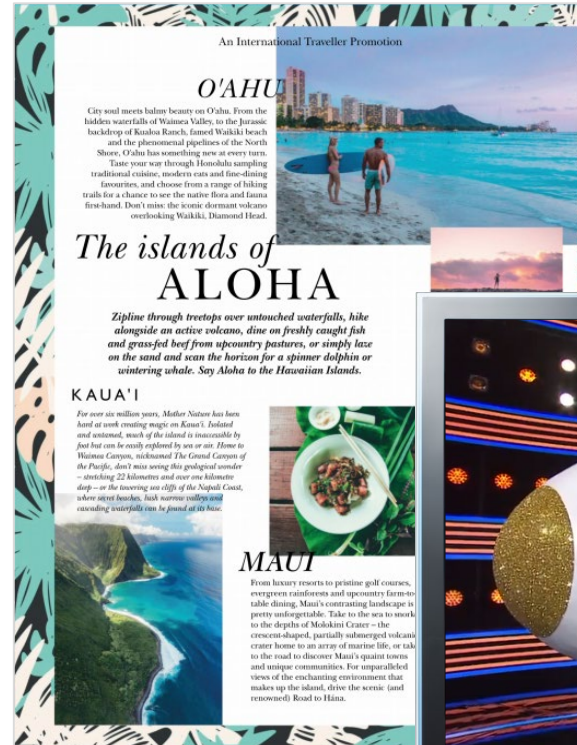 An International Traveller Promotion
O'AHU
City soul meets balmy beauty on O'ahu. From the
hidden waterfalls of Waimea Valley, to the Jurassic
backdrop of Kualoa Ranch, famed Waikiki beach
and the phenomenal pipelines of the North
Shore, O'ahu has something new at every turn.
Taste your way through Honolulu sampling
traditional cuisine, modern eats and fine-dining
favourites, and choose from a range of hiking
trails for a chance to see the native flora and fauna
first-hand. Don't miss: the iconic dormant volcano
overlooking Waikiki, Diamond Head.
The islands of
ALOHA
Zipline through treetops over untouched waterfalls, hike
alongside an active volcano, dine on freshly caught fish
and grass-fed beef from upcountry pastures, or simply laze
on the sand and scan the horizon for a spinner dolphin or
wintering whale. Say Aloha to the Hawaiian Islands.
KAUA'I
For over six million years, Mother Nature has been
hard at work creating magic on Kaua'i. Isolated
and untamed, much of the island is inaccessible by
foot but can be easily explored by sea or air. Home to
Waimea Canyon, nicknamed The Grand Canyon of
the Pacific, don't miss seeing this geological wonder
– stretching 22 kilometres and over one kilometre
deep – or the towering sea cliffs of the Napali Coast,
where secret beaches, lush narrow valleys and
cascading waterfalls can be found at its base.
MAUI
From luxury resorts to pristine golf courses,
evergreen rainforests and upcountry farm-to-
table dining, Maui's contrasting landscape is
pretty unforgettable. Take to the sea to snork
to the depths of Molokini Crater – the
crescent-shaped, partially submerged volcani
crater home to an array of marine life, or tak
to the road to discover Maui's quaint towns
and unique communities. For unparalleled
views of the enchanting environment that
makes up the island, drive the scenic (and
renowned) Road to Hána.